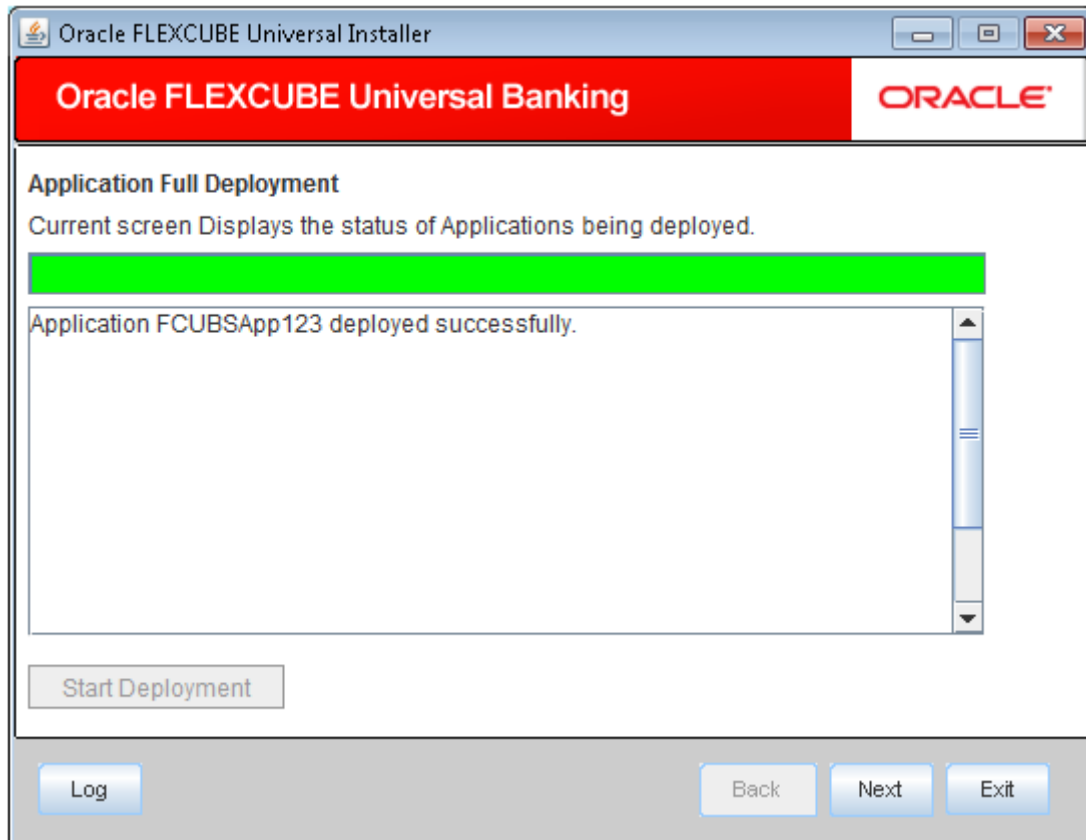 Oracle FLEXCUBE Universal Installer
Oracle FLEXCUBE Universal Banking
ORACLE
Application Full Deployment
Current screen Displays the status of Applications being deployed.
Application FCUBSApp123 deployed successfully.
Start Deployment
Log
Back
Next
Exit